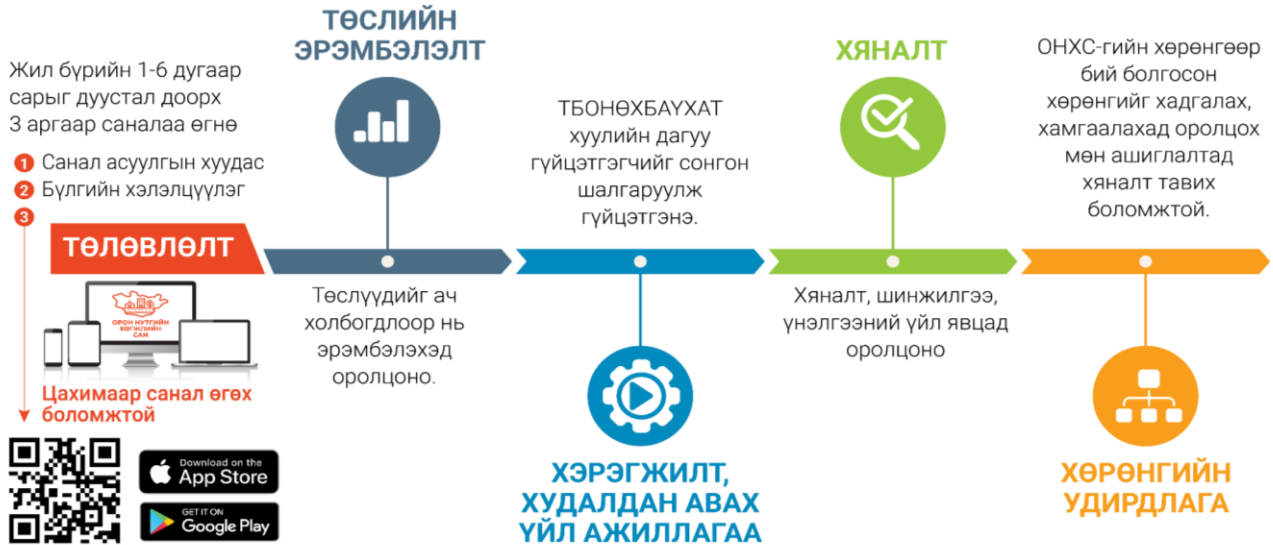 Жил бүрийн 1-6 дугаар
сарыг дуустал доорх
3 аргаар саналаа өгнө
1 Санал асуулгын хуудас
2 Бүлгийн хэлэлцүүлэг
3
ТӨЛӨВЛӨЛТ
ОРОН НУТГИЙН
ХӨГЖЛИЙН
САН
Цахимаар санал өгөх
боломжтой
Download on the
App Store
GET IT ON
Google Play
ТӨСЛИЙН
ЭРЭМБЭЛЭЛТ
Төслүүдийг ач
холбогдлоор нь
эрэмбэлэхэд
оролцоно.
ТБОНӨХБАҮХАТ
хуулийн дагуу
гүйцэтгэгчийг сонгон
шалгаруулж
гүйцэтгэнэ.
ХЭРЭГЖИЛТ,
ХУДАЛДАН АВАХ
ҮЙЛ АЖИЛЛАГАА
ХЯНАЛТ
Хяналт, шинжилгээ,
үнэлгээний үйл явцад
оролцоно
ОНХС-гийн хөрөнгөөр
бий болгосон
хөрөнгийг хадгалах,
хамгаалахад оролцох
мөн ашиглалтад
хяналт тавих
боломжтой.
ХӨРӨНГИЙН
УДИРДЛАГА